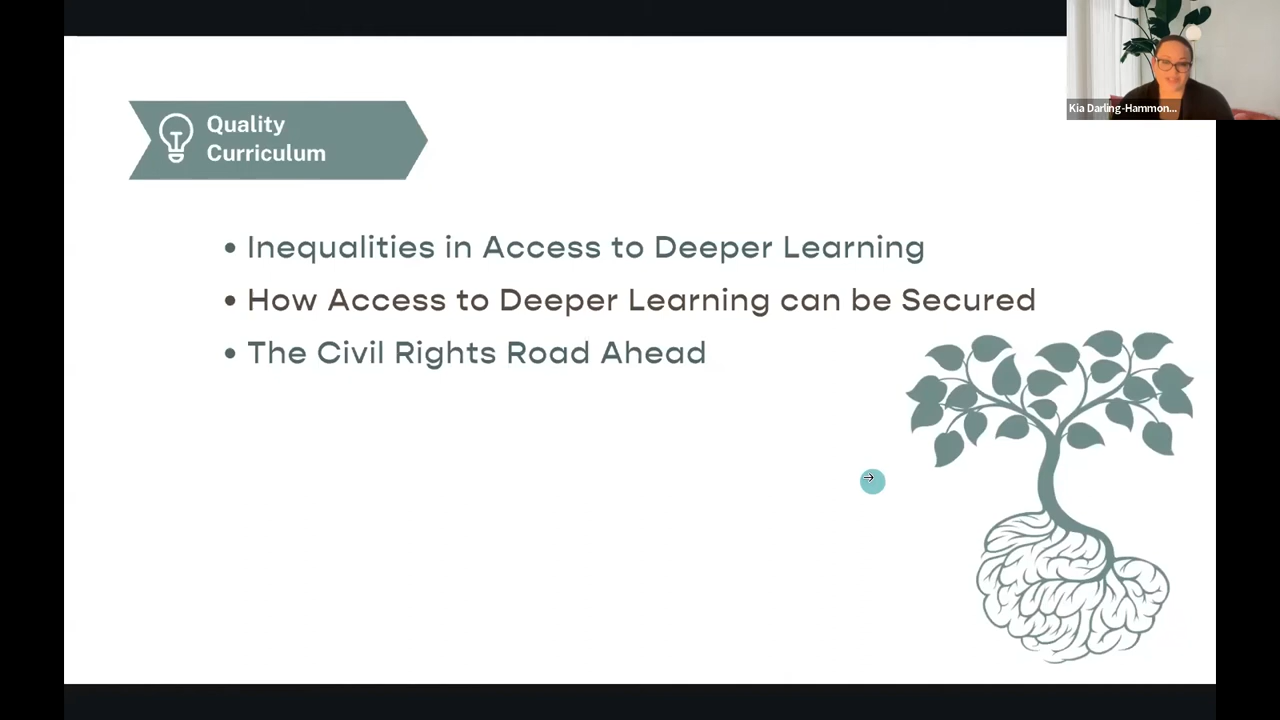 Kia Darling-Hammon...
Quality
Curriculum
• Inequalities in Access to Deeper Learning
• How Access to Deeper Learning can be Secured
• The Civil Rights Road Ahead